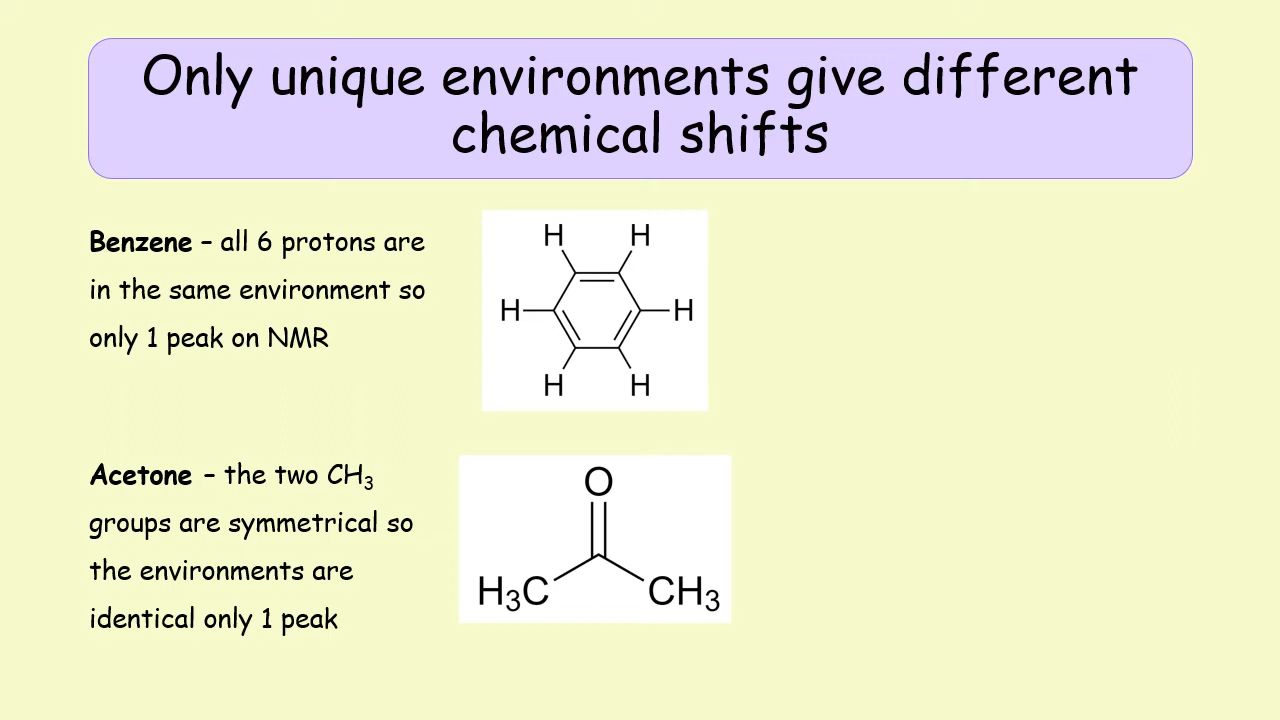 Only unique environments give different
chemical shifts
Benzene – all 6 protons are
in the same environment so
only 1 peak on NMR
H H
H H
H H
Acetone – the two CH₃
groups are symmetrical so
the environments are
identical only 1 peak
O
H₃C CH₃